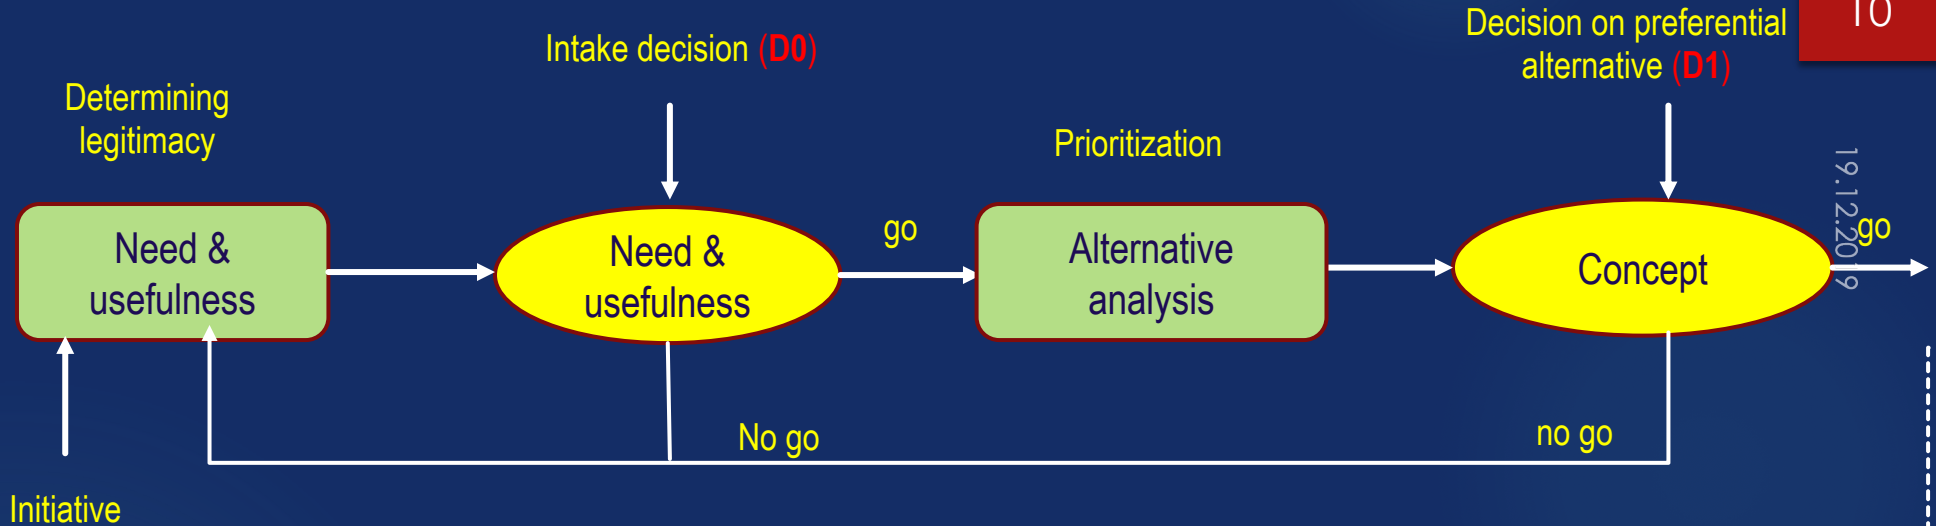 10
Decision on preferential
alternative (D1)
Intake decision (D0)
Determining
legitimacy
Prioritization
19.12.2019
Need &
usefulness
Need &
usefulness
go
Alternative
analysis
Concept
go
No go
no go
Initiative